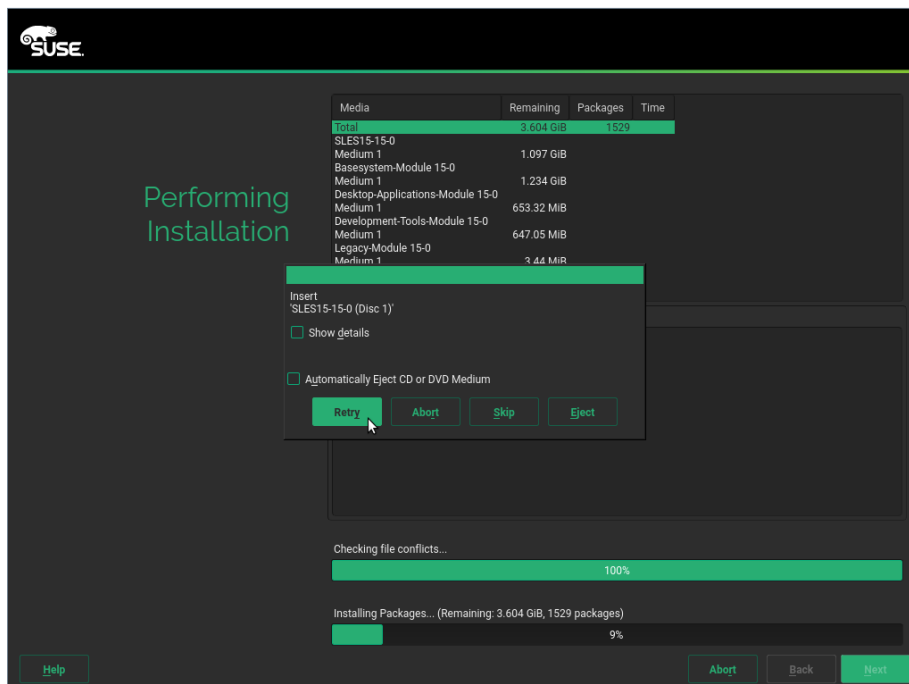 SUSE.
Performing
Installation
Media Remaining Packages Time
Total 3.604 GiB 1529
SLES15-15-0
Medium 1 1.097 GiB
Basesystem-Module 15-0
Medium 1 1.234 GiB
Desktop-Applications-Module 15-0
Medium 1 653.32 MiB
Development-Tools-Module 15-0
Medium 1 647.05 MiB
Legacy-Module 15-0
Medium 1 3.44 MiB
Insert
'SLES15-15-0 (Disc 1)'
Show details
Automatically Eject CD or DVD Medium
Retry Abort Skip Eject
Checking file conflicts...
100%
Installing Packages... (Remaining: 3.604 GiB, 1529 packages)
9%
Help Abort Back Next